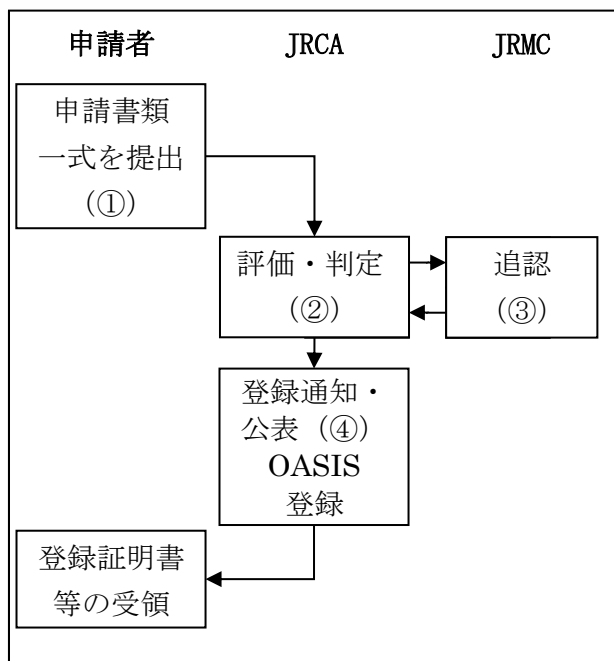 申請者 JRCA JRMC
申請書類
一式を提出
(①)
評価・判定
(②)
追認
(③)
登録通知・
公表（④）
OASIS
登録
登録証明書
等の受領